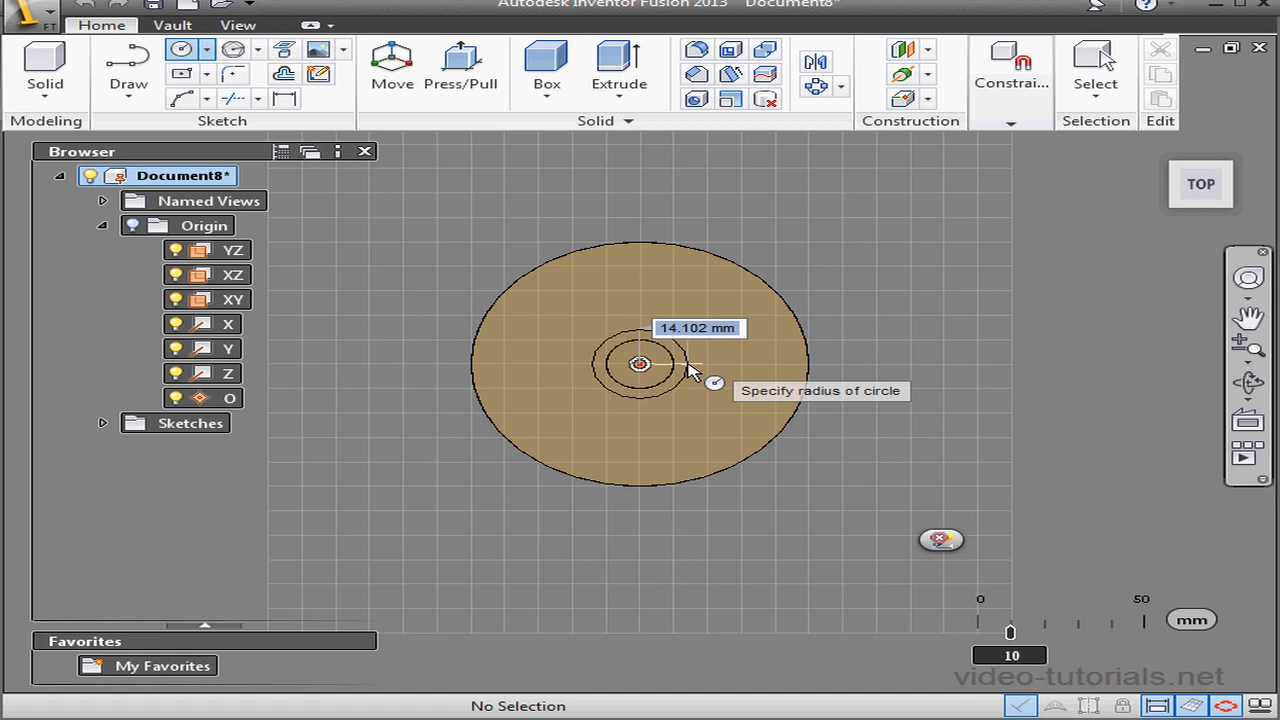 Autodesk Inventor Fusion 2013 Document8*
FT
Home Vault View
Solid Draw Move Press/Pull Box Extrude Constrai... Select
Modeling Sketch Solid Construction Selection Edit
Browser
Document8*
Named Views
Origin
YZ
XZ
XY
X
Y
Z
O
Sketches
TOP
14.102 mm
Specify radius of circle
0 50
mm
10
Favorites
My Favorites
video-tutorials.net
No Selection